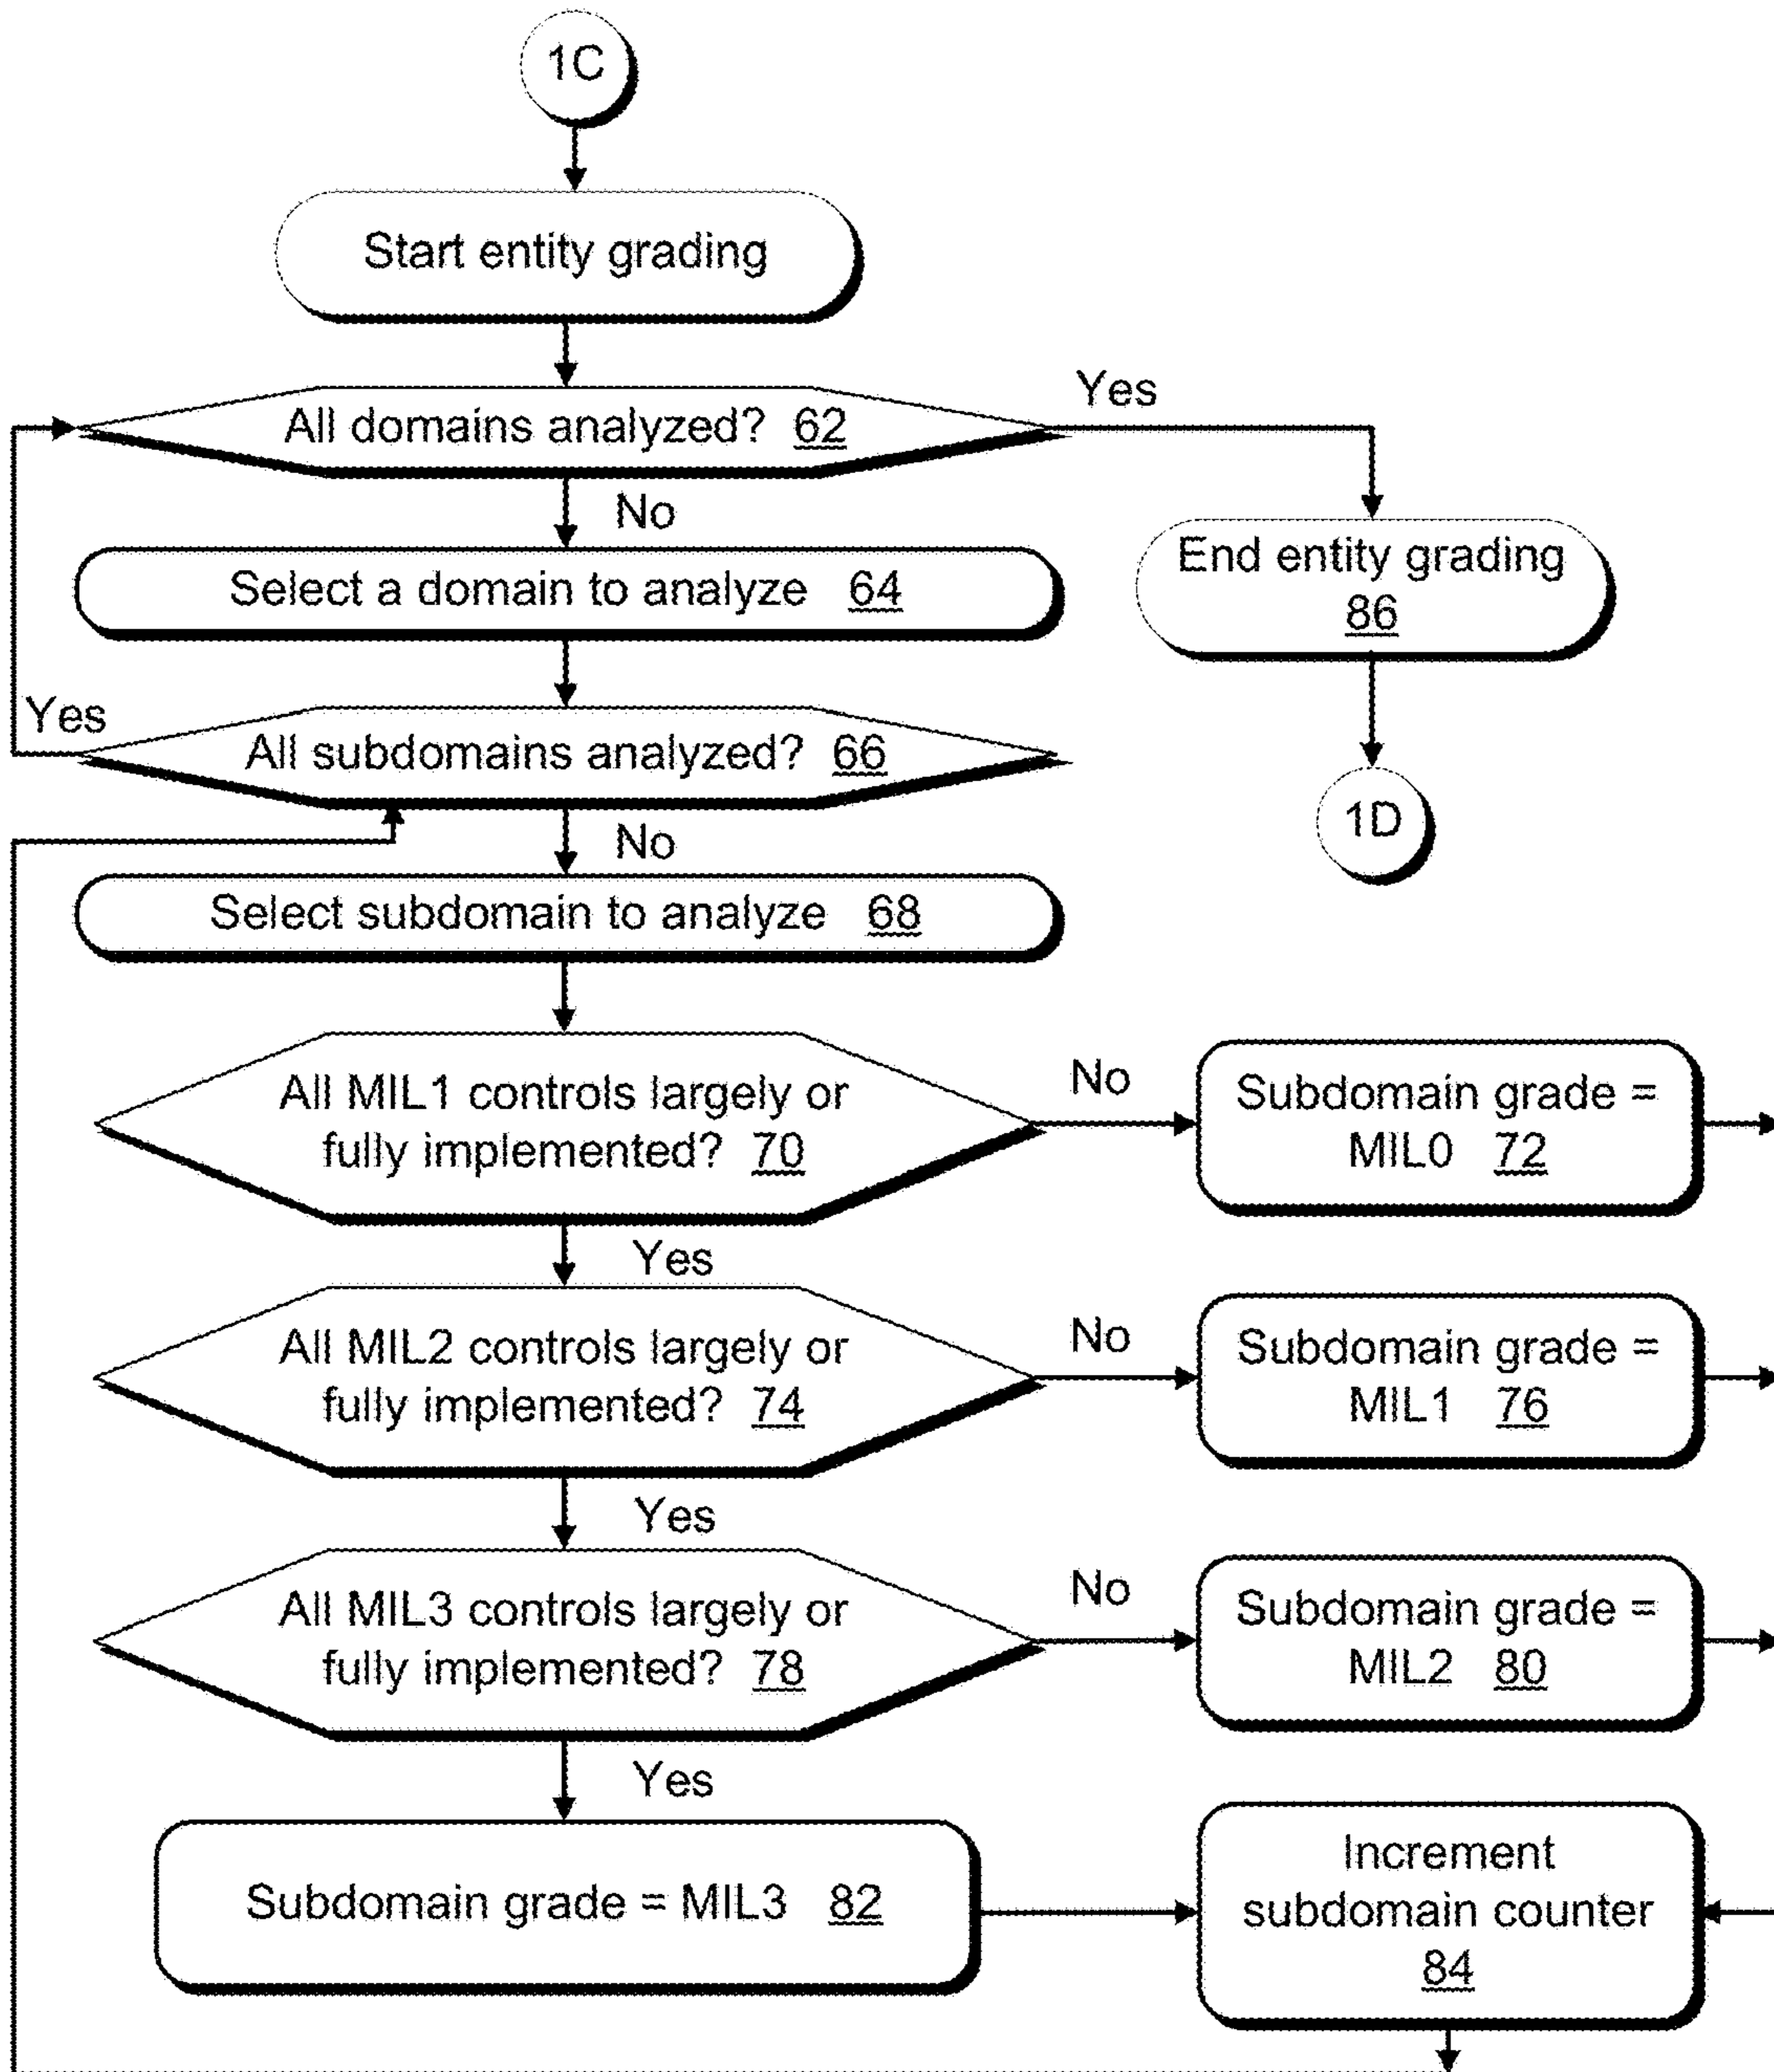 1C
Start entity grading
All domains analyzed? 62
Yes
No
Select a domain to analyze 64
End entity grading
86
Yes
All subdomains analyzed? 66
1D
No
Select subdomain to analyze 68
All MIL1 controls largely or
fully implemented? 70
No
Subdomain grade =
MIL0 72
Yes
All MIL2 controls largely or
fully implemented? 74
No
Subdomain grade =
MIL1 76
Yes
All MIL3 controls largely or
fully implemented? 78
No
Subdomain grade =
MIL2 80
Yes
Subdomain grade = MIL3 82
Increment
subdomain counter
84